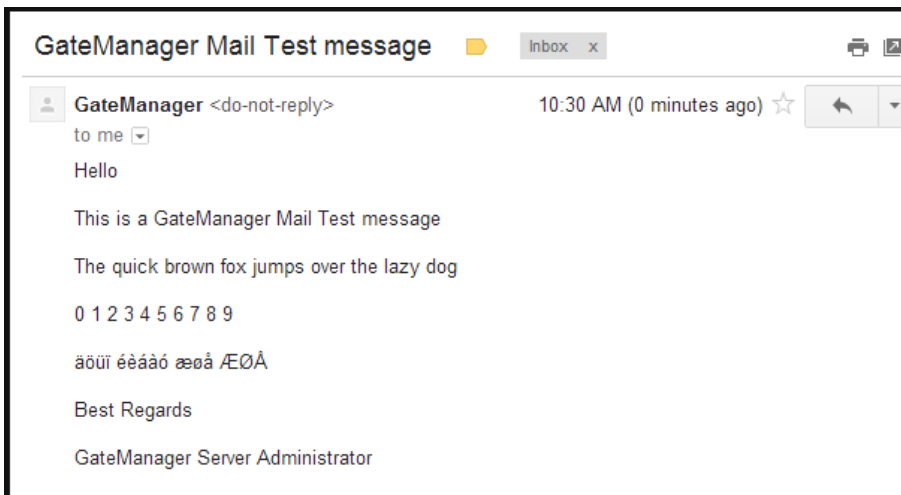 GateManager Mail Test message Inbox x
GateManager <do-not-reply> 10:30 AM (0 minutes ago)
to me
Hello
This is a GateManager Mail Test message
The quick brown fox jumps over the lazy dog
0 1 2 3 4 5 6 7 8 9
äöüï éèáàó æøå ÆØÅ
Best Regards
GateManager Server Administrator